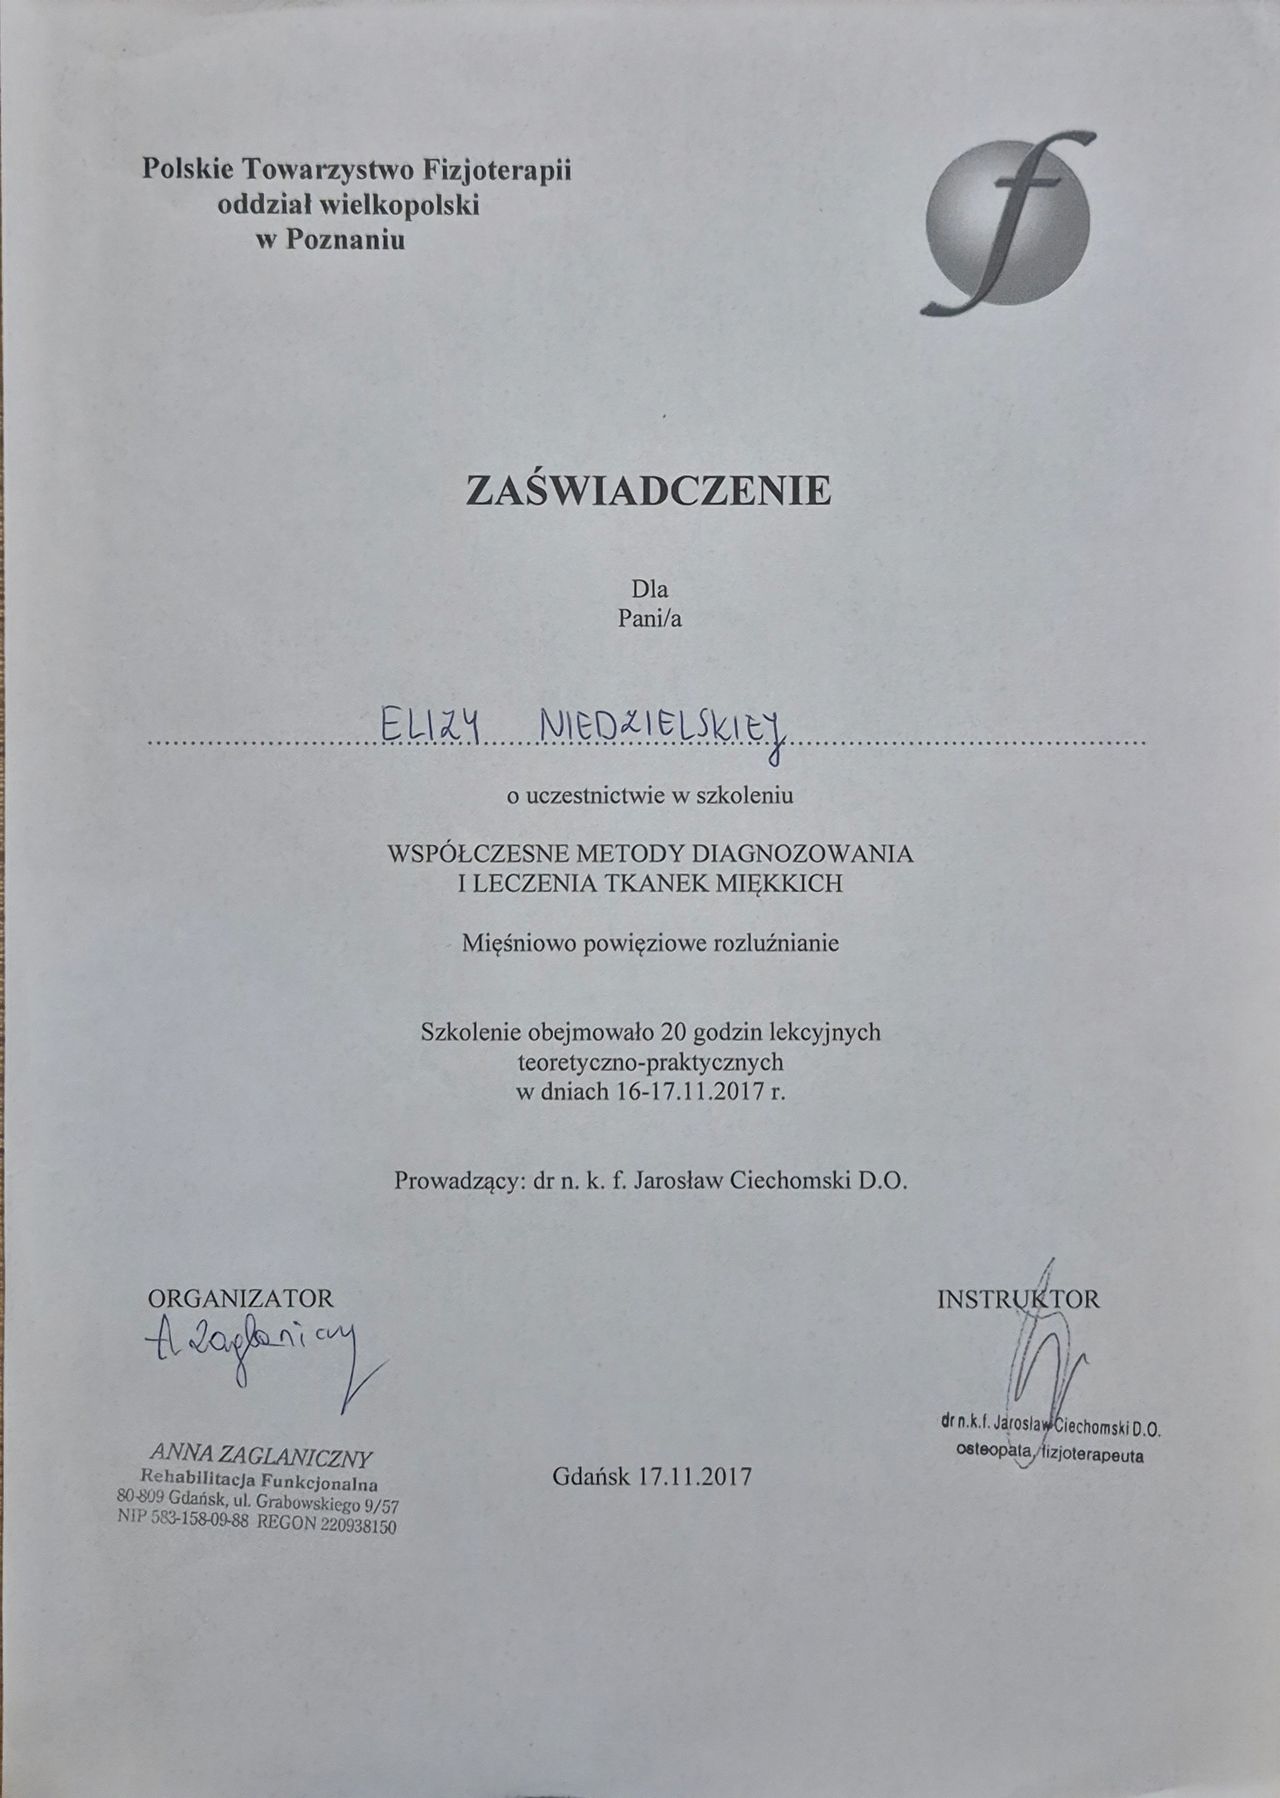 Polskie Towarzystwo Fizjoterapii
oddział wielkopolski
w Poznaniu
f
ZAŚWIADCZENIE
Dla
Pani/a
ELIZY NIEDZIELSKIEJ
o uczestnictwie w szkoleniu
WSPÓŁCZESNE METODY DIAGNOZOWANIA
I LECZENIA TKANEK MIĘKKICH
Mięśniowo powięziowe rozluźnianie
Szkolenie obejmowało 20 godzin lekcyjnych
teoretyczno-praktycznych
w dniach 16-17.11.2017 r.
Prowadzący: dr n. k. f. Jarosław Ciechomski D.O.
ORGANIZATOR
A Zaglaniczny
ANNA ZAGLANICZNY
Rehabilitacja Funkcjonalna
80-809 Gdańsk, ul. Grabowskiego 9/57
NIP 583-158-09-88 REGON 220938150
Gdańsk 17.11.2017
INSTRUKTOR
dr n.k.f. Jarosław Ciechomski D.O.
osteopata, fizjoterapeuta